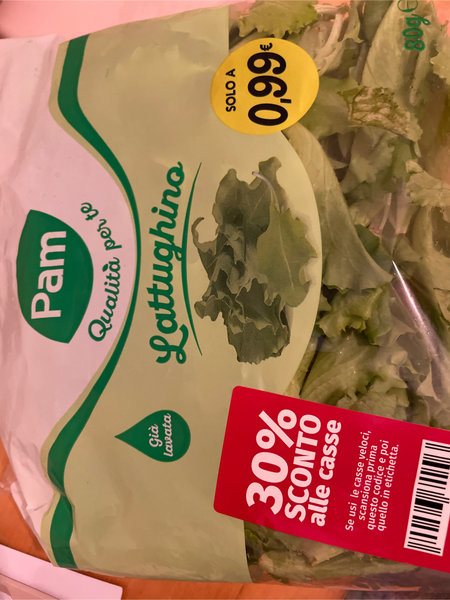 Pam
Qualità per te
Lattughino
SOLO A
0,99€
80g
Già
lavata
30%
SCONTO
alle casse
Se usi le casse veloci,
scansiona prima
questo codice e poi
quello in etichetta.